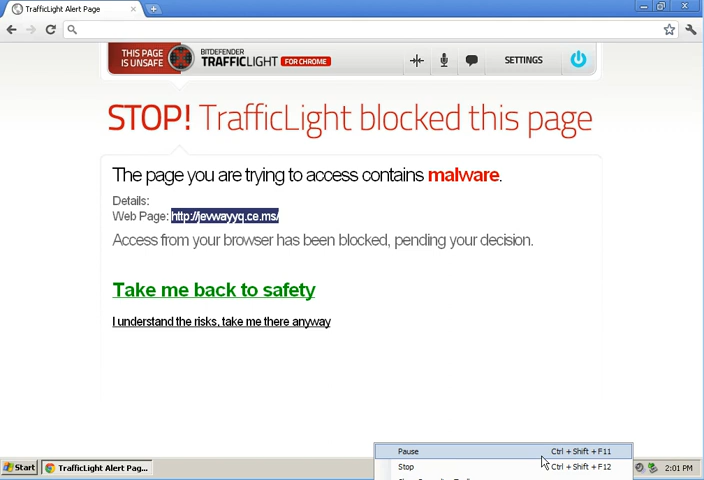 TrafficLight Alert Page
THIS PAGE IS UNSAFE
BITDEFENDER
TRAFFICLIGHT FOR CHROME
SETTINGS
STOP! TrafficLight blocked this page
The page you are trying to access contains malware.
Details:
Web Page: http://jevwayyq.ce.ms/
Access from your browser has been blocked, pending your decision.
Take me back to safety
I understand the risks, take me there anyway
Pause Ctrl + Shift + F11
Stop Ctrl + Shift + F12
Start TrafficLight Alert Pag... 2:01 PM